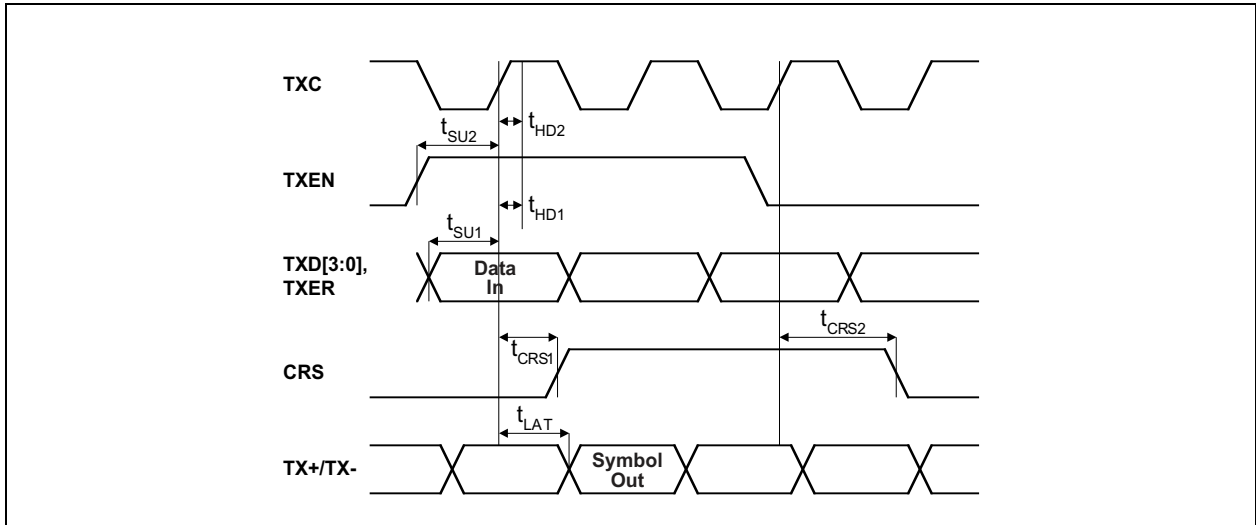 TXC
tHD2
tSU2
TXEN
tHD1
tSU1
TXD[3:0],
TXER
Data
In
tCRS2
tCRS1
CRS
tLAT
TX+/TX-
Symbol
Out